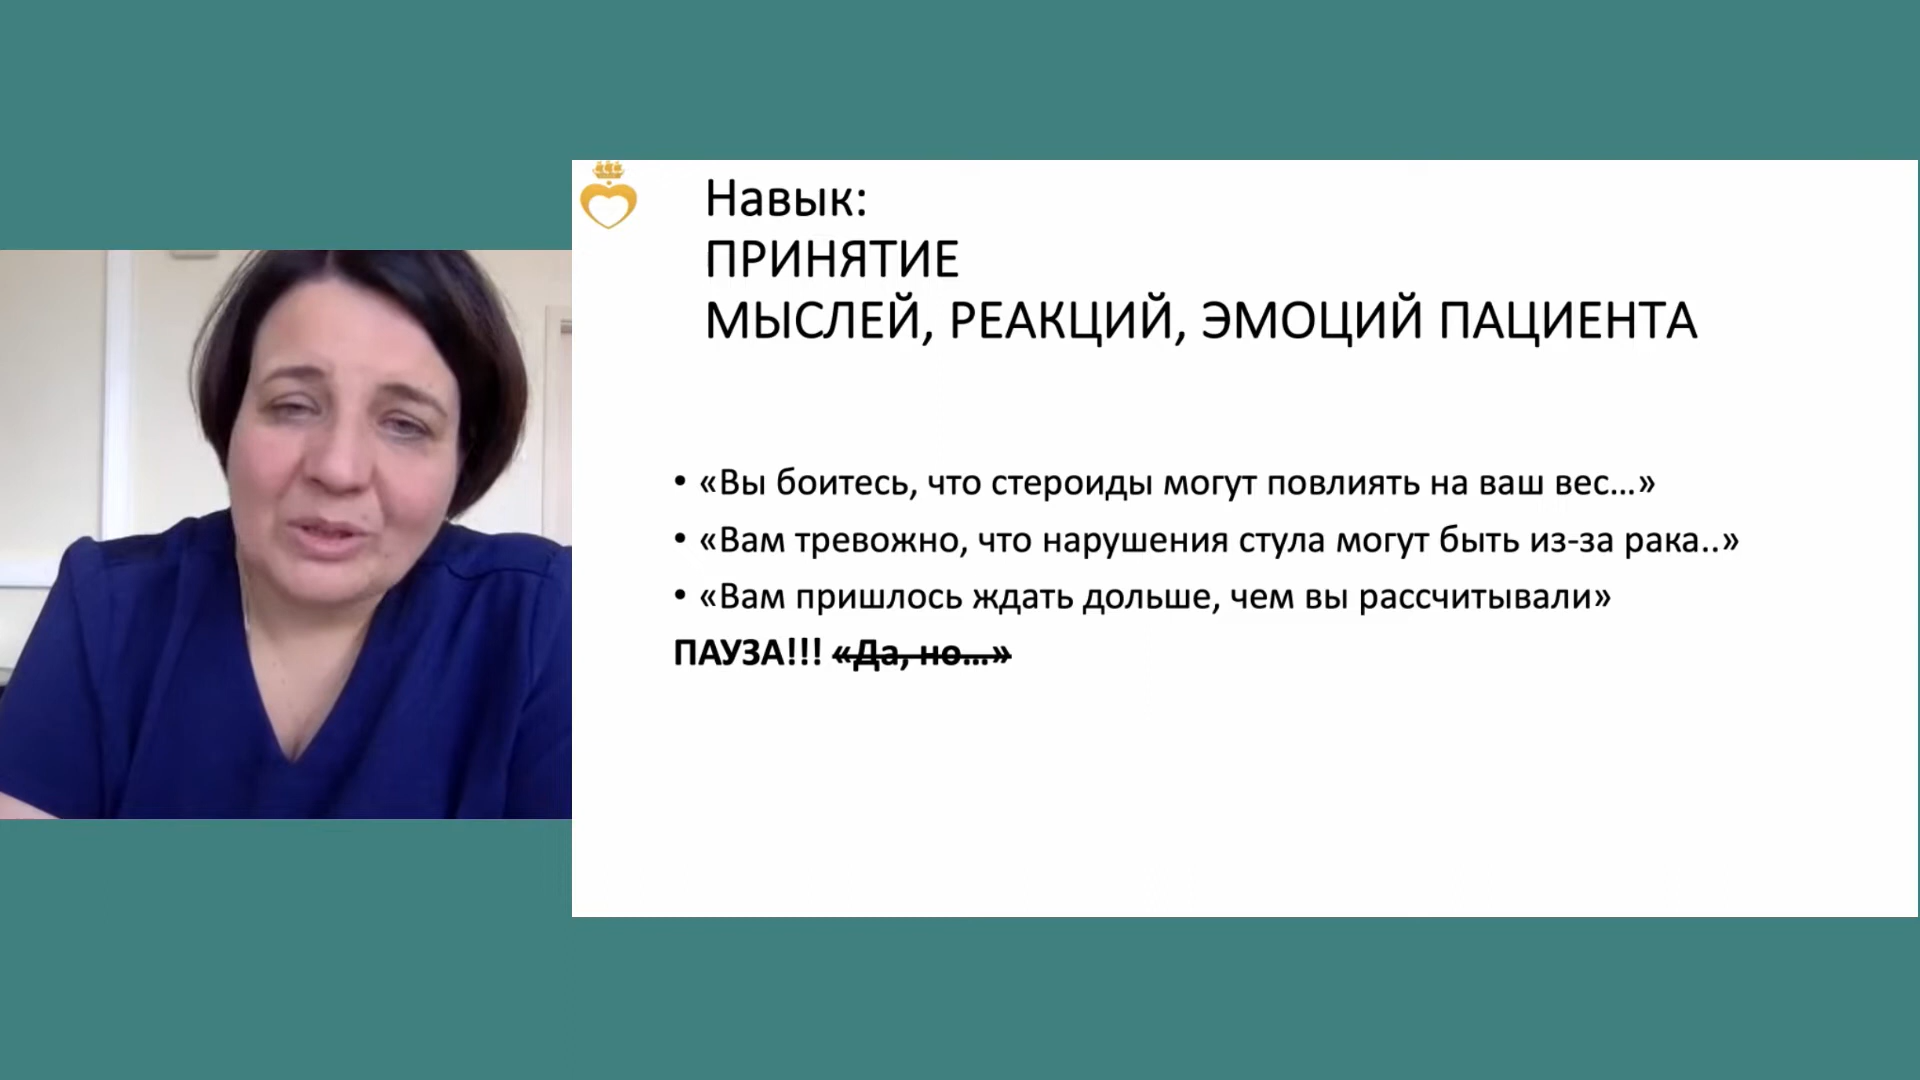 Навык:
ПРИНЯТИЕ
МЫСЛЕЙ, РЕАКЦИЙ, ЭМОЦИЙ ПАЦИЕНТА
• «Вы боитесь, что стероиды могут повлиять на ваш вес…»
• «Вам тревожно, что нарушения стула могут быть из-за рака..»
• «Вам пришлось ждать дольше, чем вы рассчитывали»
ПАУЗА!!! «Да, но…»